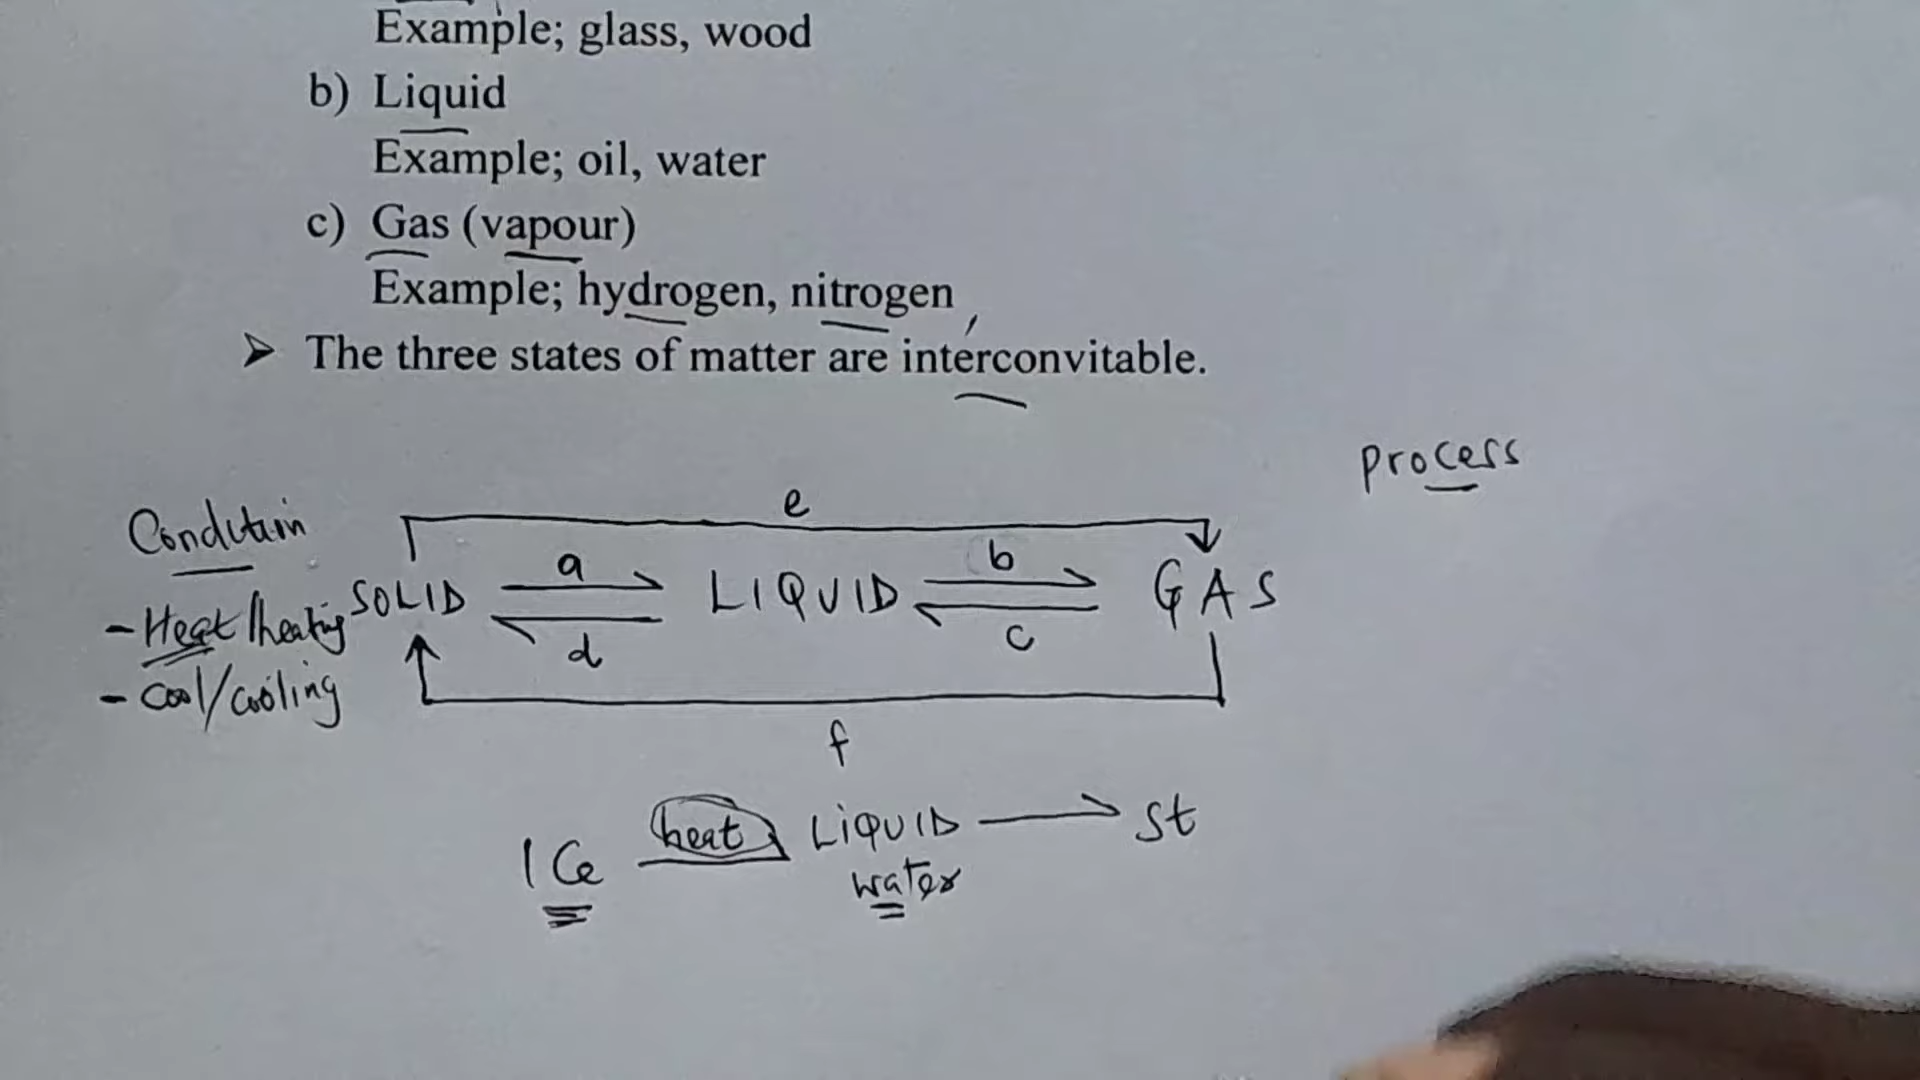 Example; glass, wood
b) Liquid
Example; oil, water
c) Gas (vapour)
Example; hydrogen, nitrogen
➢ The three states of matter are interconvitable.
process
Condition
- Heat/heating
- Cool/cooling
e
SOLID a LIQUID b GAS
d c
f
ICe heat LIQUID st
water